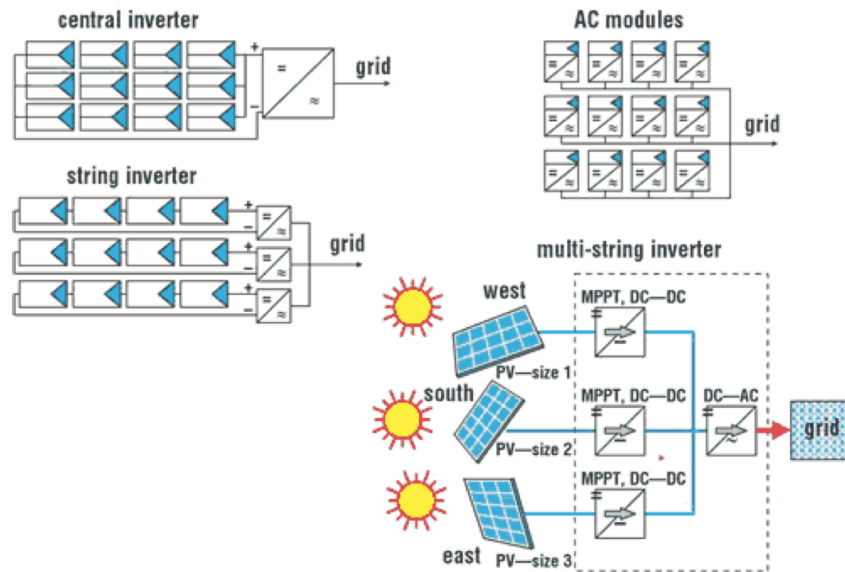 central inverter
+
=
≈
−
grid
AC modules
= ≈ = ≈ = ≈ = ≈
= ≈ = ≈ = ≈ = ≈
= ≈ = ≈ = ≈ = ≈
grid
string inverter
+
−
= ≈
+
−
= ≈
+
−
= ≈
grid
multi-string inverter
west
PV—size 1
MPPT, DC—DC
= −
south
PV—size 2
MPPT, DC—DC
= −
DC—AC
= ~
grid
east
PV—size 3
MPPT, DC—DC
= −